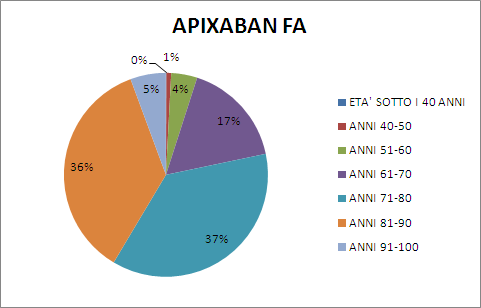 APIXABAN FA
0%
1%
4%
5%
17%
36%
37%
ETA' SOTTO I 40 ANNI
ANNI 40-50
ANNI 51-60
ANNI 61-70
ANNI 71-80
ANNI 81-90
ANNI 91-100